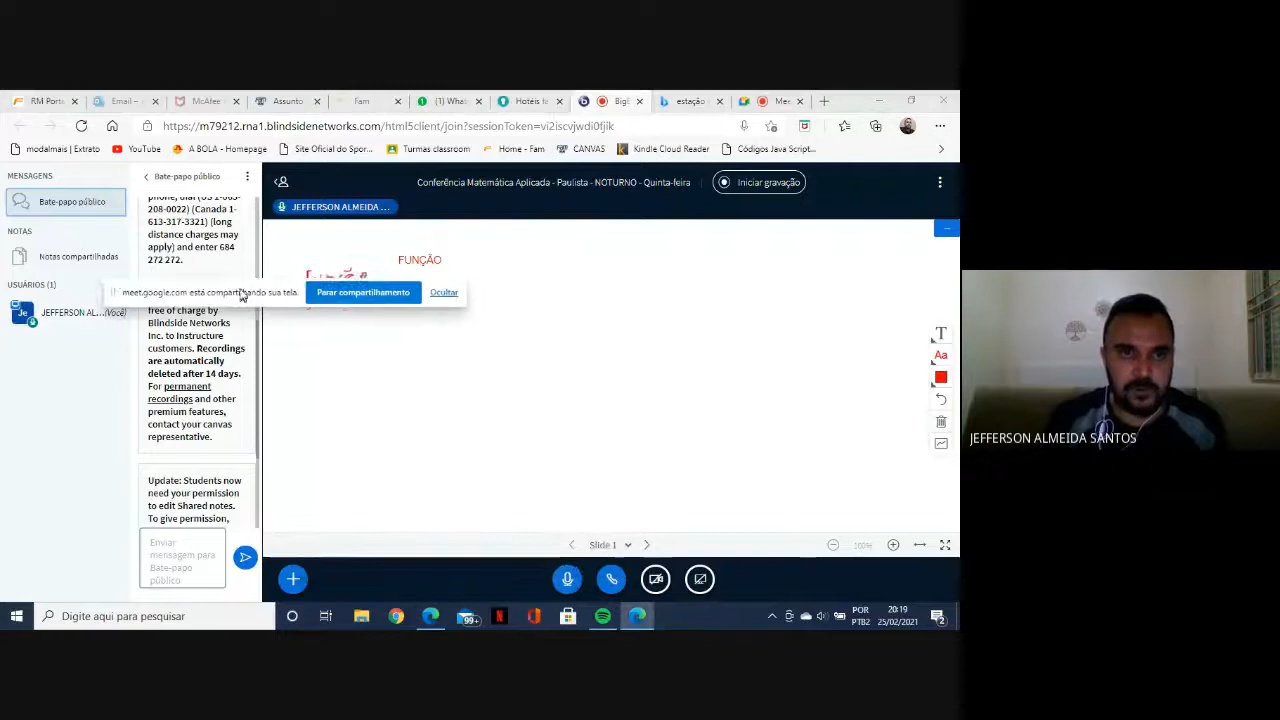 RM Porta
Email –
McAfee
Assunto
Fam
(1) Wha
Hotéis
BigB
estação
Mee
https://m79212.rna1.blindsidenetworks.com/html5client/join?sessionToken=vi2iscvjwdi0fjik
modalmais | Extrato
YouTube
A BOLA - Homepage
Site Oficial do Spor...
Turmas classroom
Home - Fam
CANVAS
Kindle Cloud Reader
Códigos Java Script...
MENSAGENS
Bate-papo público
NOTAS
Notas compartilhadas
USUÁRIOS (1)
Je
JEFFERSON AL... (Você)
Bate-papo público
phone, dial (US 1-
208-0022) (Canada 1-
613-317-3321) (long
distance charges may
apply) and enter 684
272 272.
meet.google.com está compartilhando sua tela.
Parar compartilhamento
Ocultar
free of charge by
Blindside Networks
Inc. to Instructure
customers. Recordings
are automatically
deleted after 14 days.
For permanent
recordings and other
premium features,
contact your canvas
representative.
Update: Students now
need your permission
to edit Shared notes.
To give permission,
Enviar
mensagem para
Bate-papo
público
Conferência Matemática Aplicada - Paulista - NOTURNO - Quinta-feira
Iniciar gravação
JEFFERSON ALMEIDA ...
FUNÇÃO
T
Aa
Slide 1
100%
Digite aqui para pesquisar
99+
POR
PTB2
20:19
25/02/2021
2
JEFFERSON ALMEIDA SANTOS